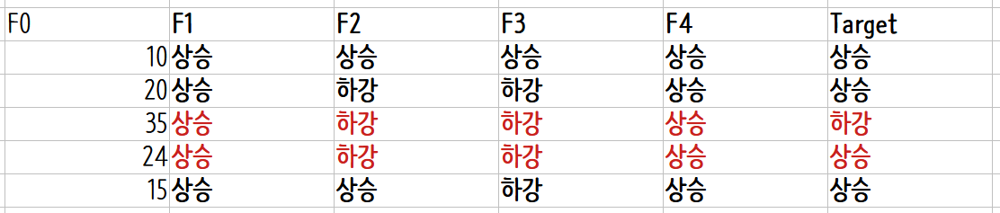 F0 F1 F2 F3 F4 Target
10 상승 상승 상승 상승 상승
20 상승 하강 하강 상승 상승
35 상승 하강 하강 상승 하강
24 상승 하강 하강 상승 상승
15 상승 상승 하강 상승 상승